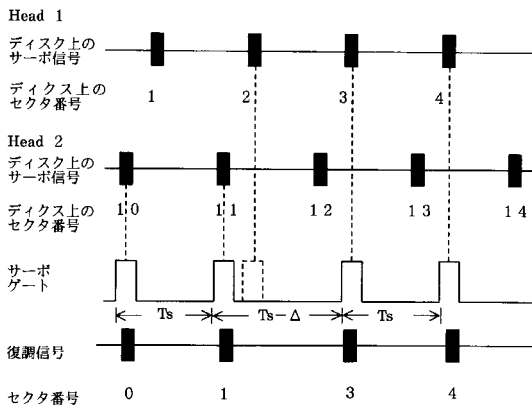 Head 1
ディスク上の
サーボ信号
ディクス上の
セクタ番号
1 2 3 4
Head 2
ディスク上の
サーボ信号
ディクス上の
セクタ番号
10 11 12 13 14
サーボ
ゲート
Ts Ts-Δ Ts
復調信号
セクタ番号
0 1 3 4